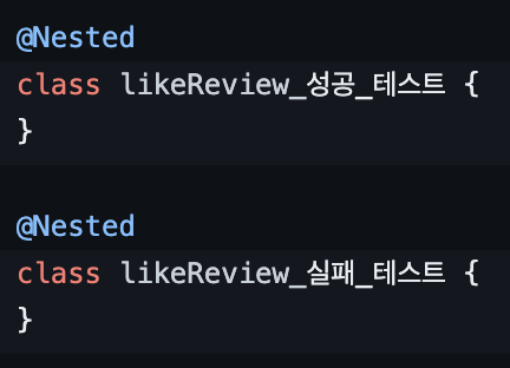 @Nested
class likeReview_성공_테스트 {
}
@Nested
class likeReview_실패_테스트 {
}